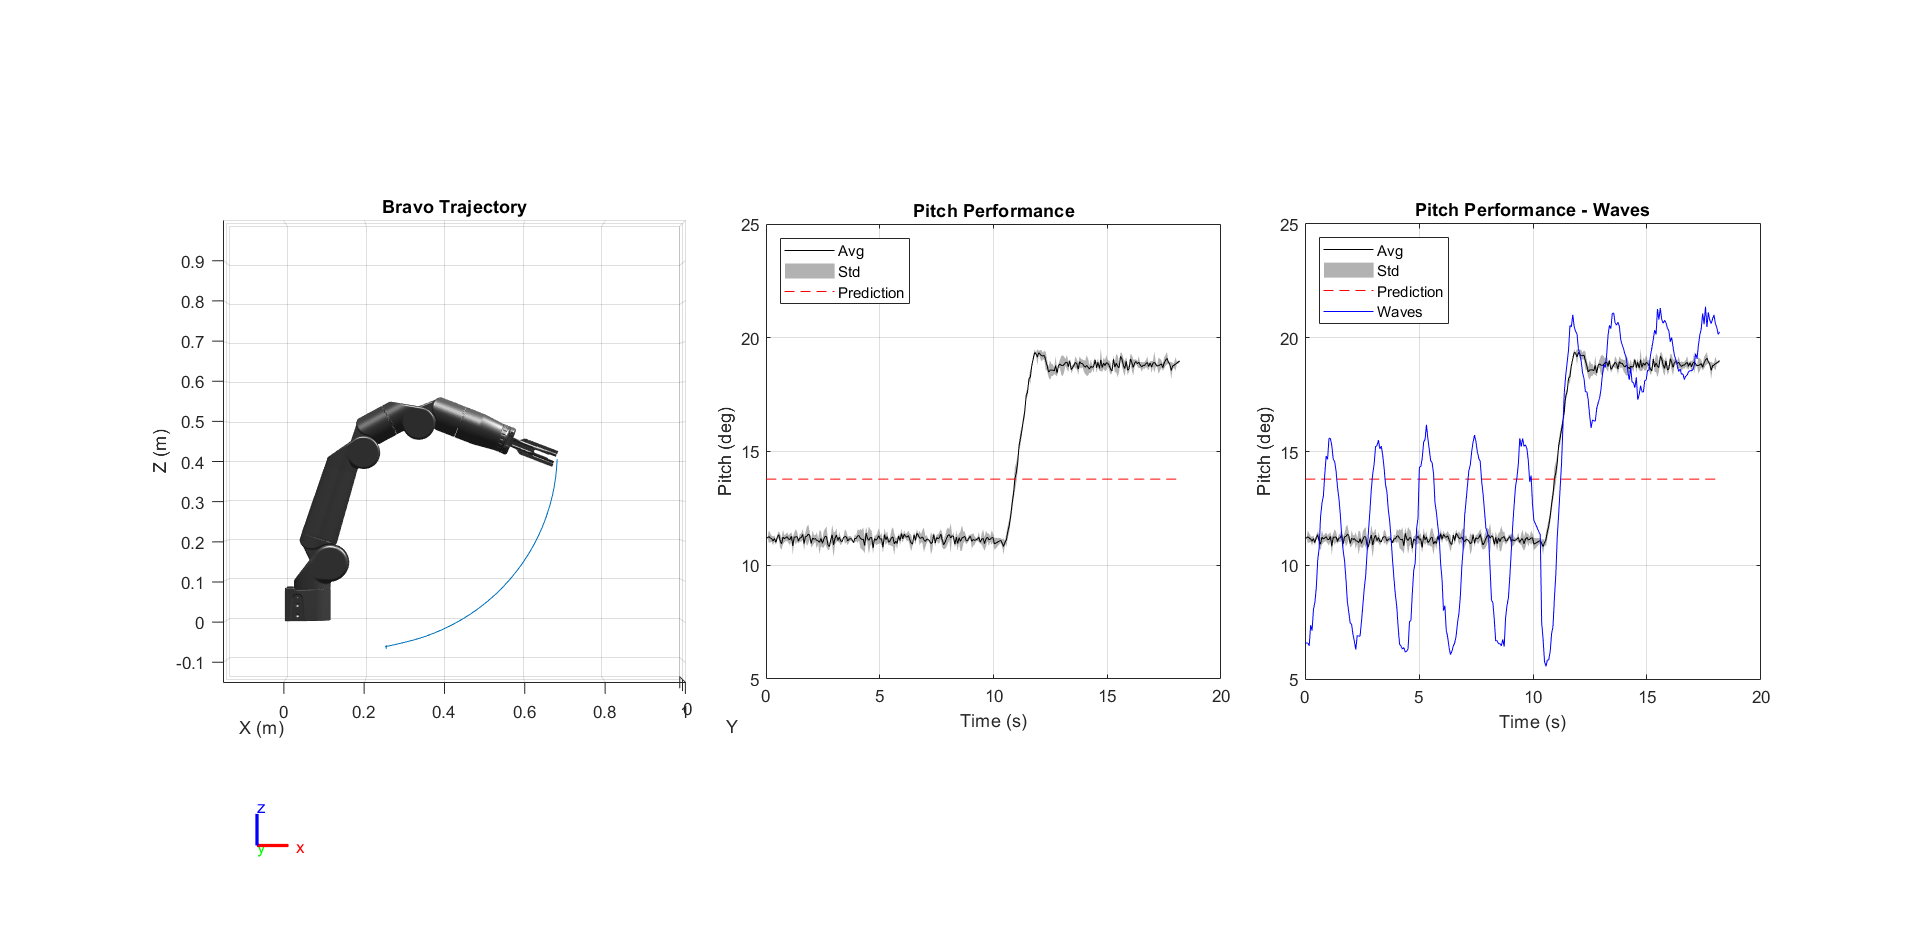 Bravo Trajectory
0.9
0.8
0.7
0.6
0.5
0.4
0.3
0.2
0.1
0
-0.1
Z (m)
0 0.2 0.4 0.6 0.8
0
X (m)
Y
z
y
x
Pitch Performance
Avg
Std
Prediction
25
20
15
10
5
Pitch (deg)
0 5 10 15 20
Time (s)
Pitch Performance - Waves
Avg
Std
Prediction
Waves
25
20
15
10
5
Pitch (deg)
0 5 10 15 20
Time (s)